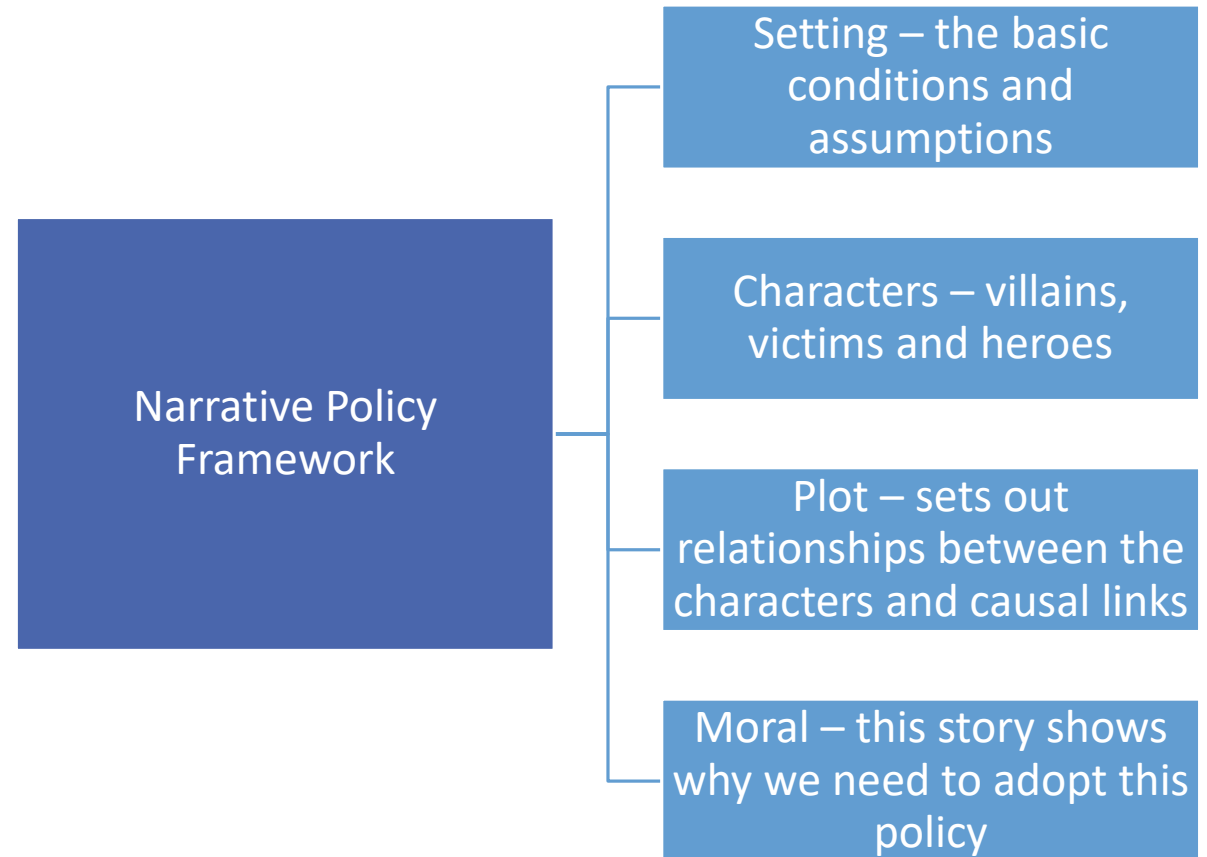 Narrative Policy
Framework
Setting – the basic
conditions and
assumptions
Characters – villains,
victims and heroes
Plot – sets out
relationships between the
characters and causal links
Moral – this story shows
why we need to adopt this
policy